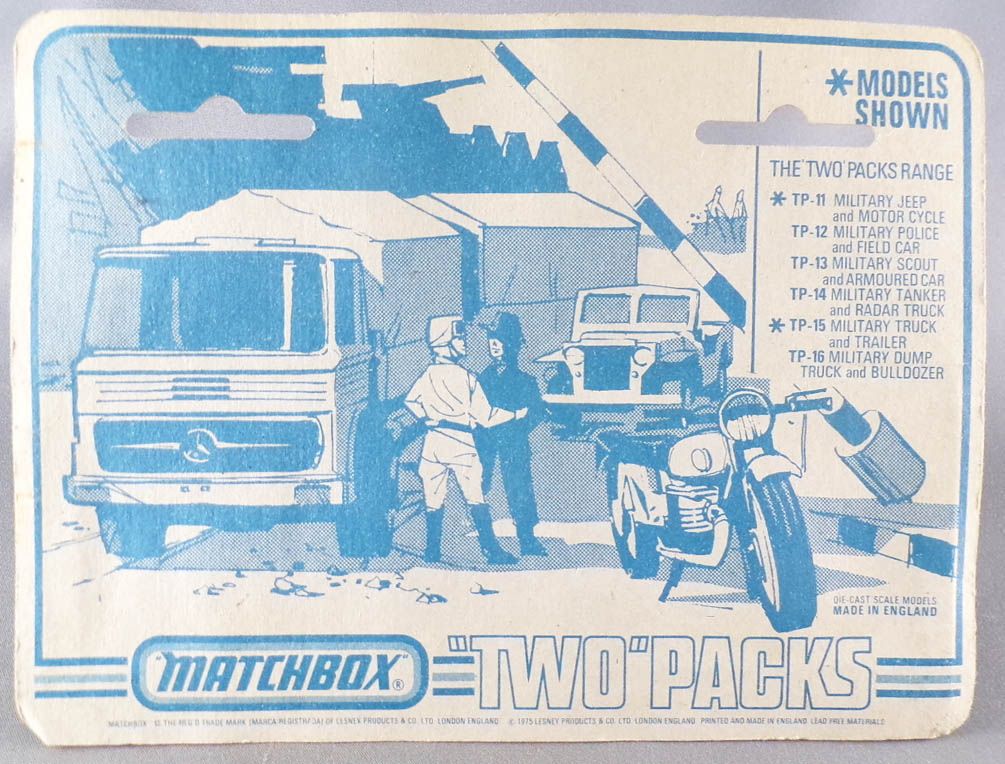 *MODELS
SHOWN
THE "TWO" PACKS RANGE
* TP-11 MILITARY JEEP
and MOTOR CYCLE
TP-12 MILITARY POLICE
and FIELD CAR
TP-13 MILITARY SCOUT
and ARMOURED CAR
TP-14 MILITARY TANKER
and RADAR TRUCK
* TP-15 MILITARY TRUCK
and TRAILER
TP-16 MILITARY DUMP
TRUCK and BULLDOZER
DIE-CAST SCALE MODELS
MADE IN ENGLAND
"MATCHBOX"® "TWO" PACKS
MATCHBOX IS THE REG'D TRADE MARK (MARCA REGISTRADA) OF LESNEY PRODUCTS & CO. LTD. LONDON ENGLAND © 1975 LESNEY PRODUCTS & CO. LTD. LONDON ENGLAND. PRINTED AND MADE IN ENGLAND LEAD FREE MATERIALS